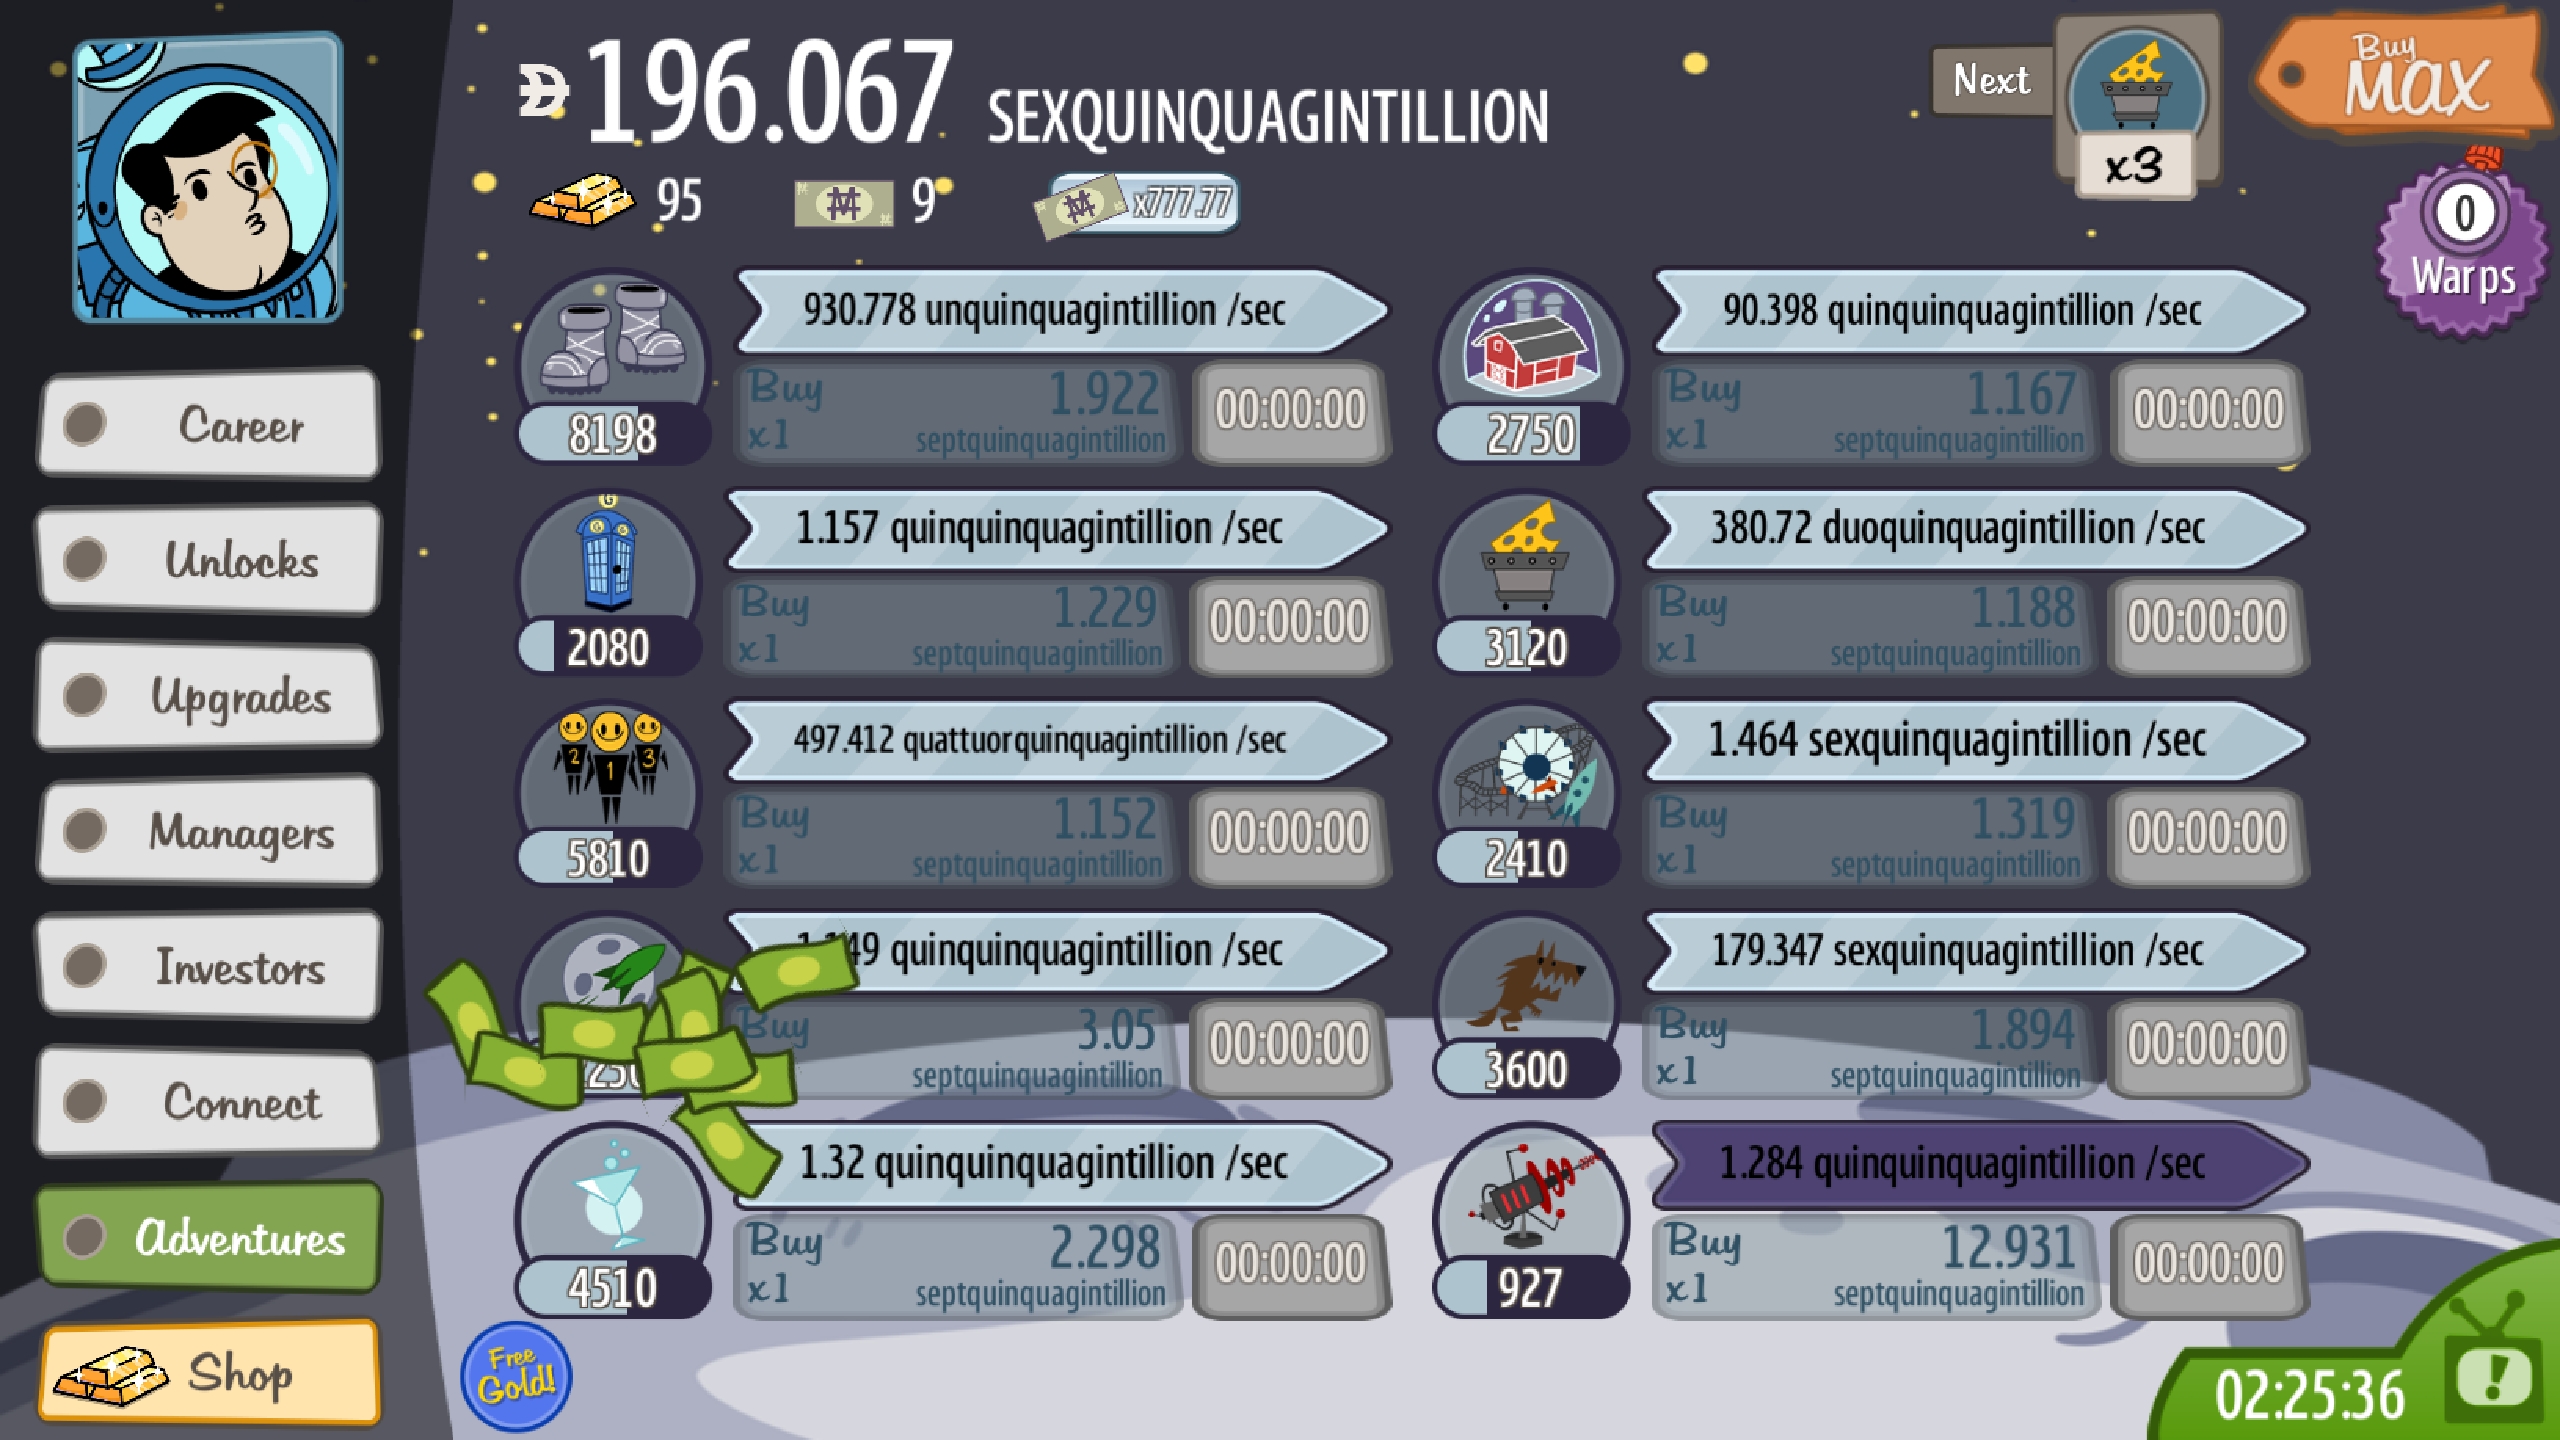 196.067 SEXQUINQUAGINTILLION
Next
x3
Buy
MAX
95
9
x777.77
0
Warps
Career
Unlocks
Upgrades
Managers
Investors
Connect
Adventures
Shop
930.778 unquinquagintillion /sec
Buy 1.922
x1 septquinquagintillion
00:00:00
8198
90.398 quinquinquagintillion /sec
Buy 1.167
x1 septquinquagintillion
00:00:00
2750
G
1.157 quinquinquagintillion /sec
Buy 1.229
x1 septquinquagintillion
00:00:00
2080
380.72 duoquinquagintillion /sec
Buy 1.188
x1 septquinquagintillion
00:00:00
3120
2 1 3
497.412 quattuorquinquagintillion /sec
Buy 1.152
x1 septquinquagintillion
00:00:00
5810
1.464 sexquinquagintillion /sec
Buy 1.319
x1 septquinquagintillion
00:00:00
2410
quinquinquagintillion /sec
Buy 3.05
septquinquagintillion
00:00:00
179.347 sexquinquagintillion /sec
Buy 1.894
x1 septquinquagintillion
00:00:00
3600
1.32 quinquinquagintillion /sec
Buy 2.298
x1 septquinquagintillion
00:00:00
4510
1.284 quinquinquagintillion /sec
Buy 12.931
x1 septquinquagintillion
00:00:00
927
Free
Gold!
02:25:36